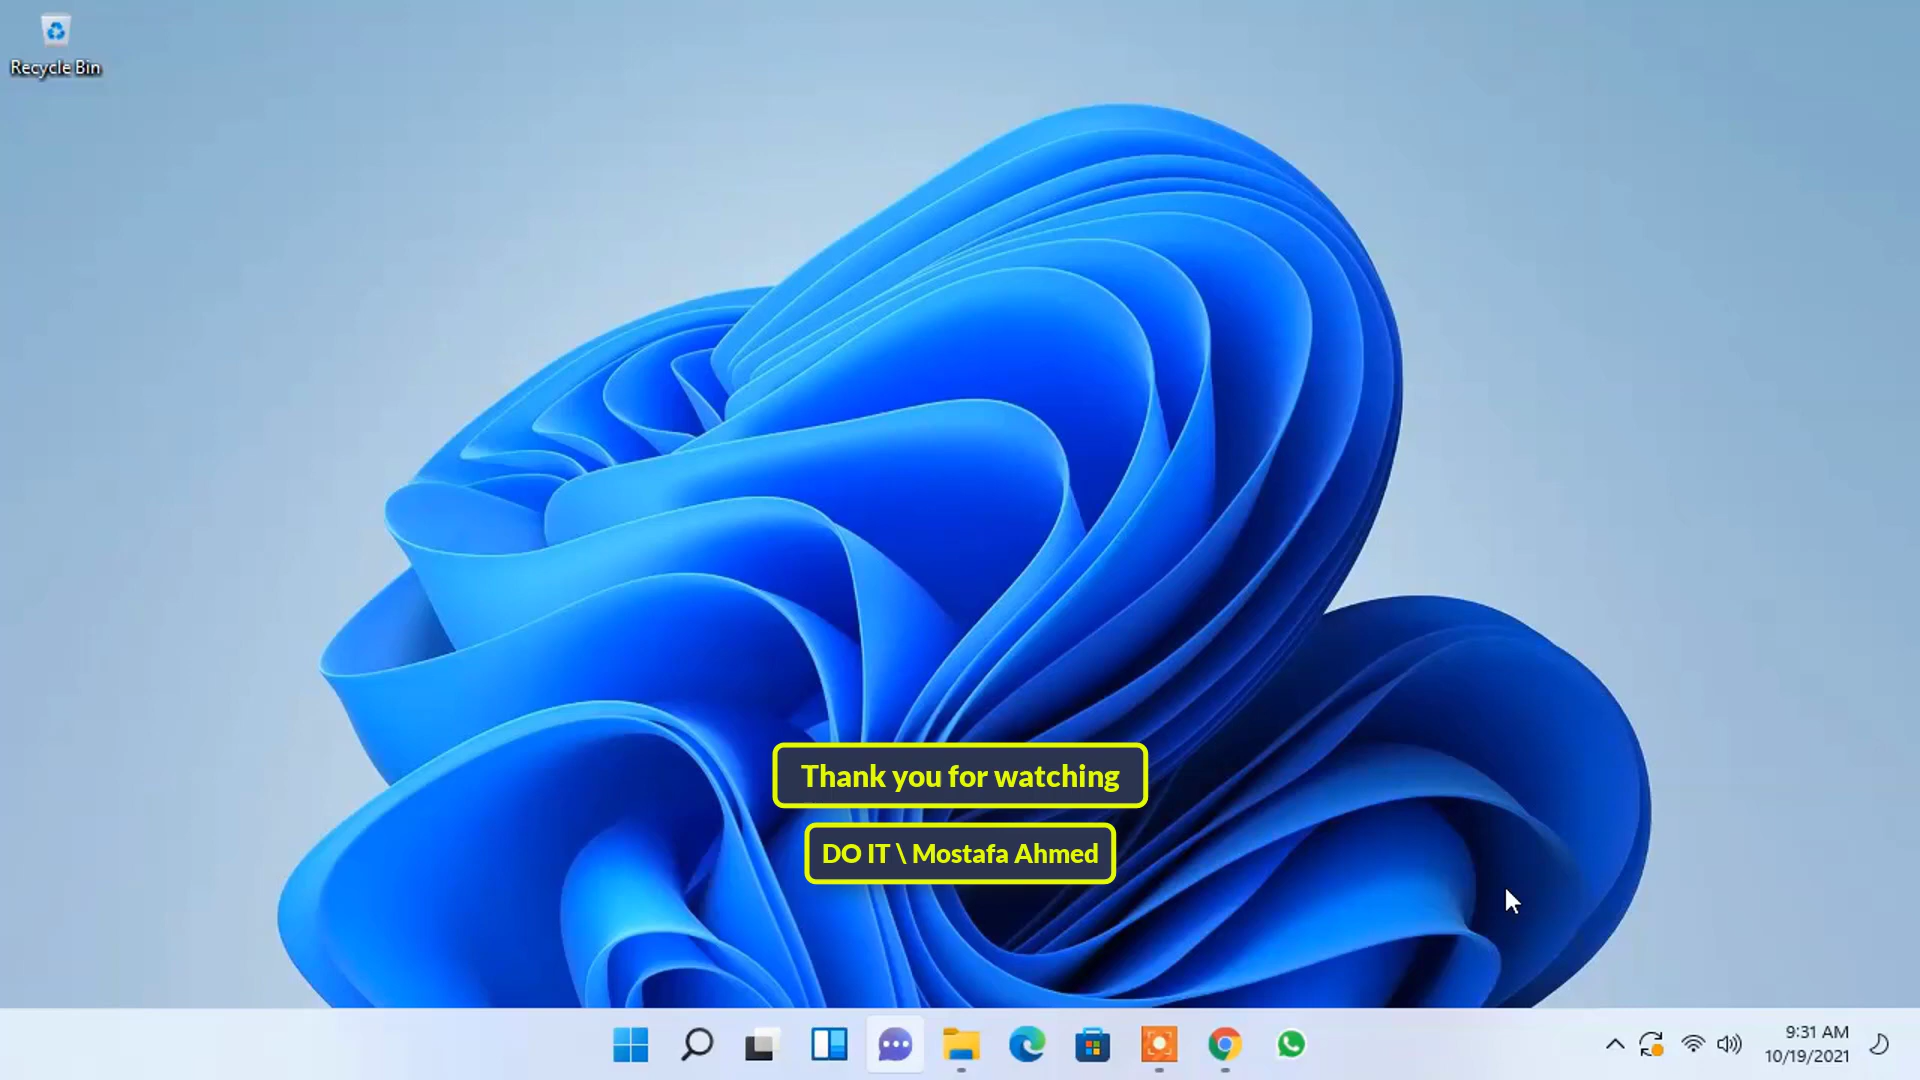 Recycle Bin
Thank you for watching
DO IT \ Mostafa Ahmed
9:31 AM
10/19/2021